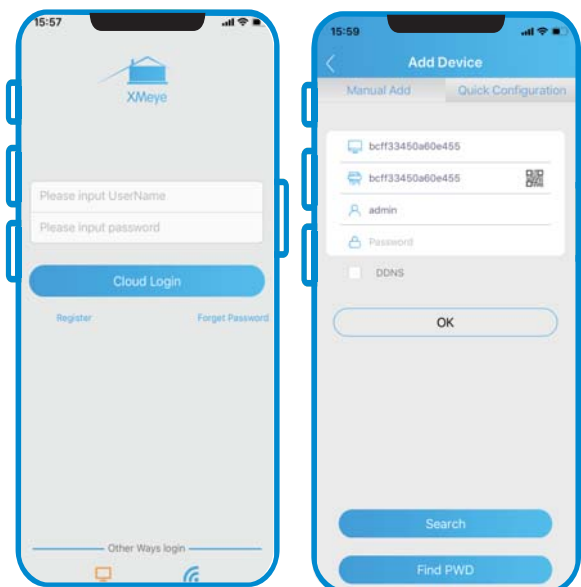 15:57
XMeye
Please input UserName
Please input password
Cloud Login
Register
Forget Password
Other Ways login
15:59
Add Device
Manual Add
Quick Configuration
bcff33450a60e455
bcff33450a60e455
admin
Password
DDNS
OK
Search
Find PWD